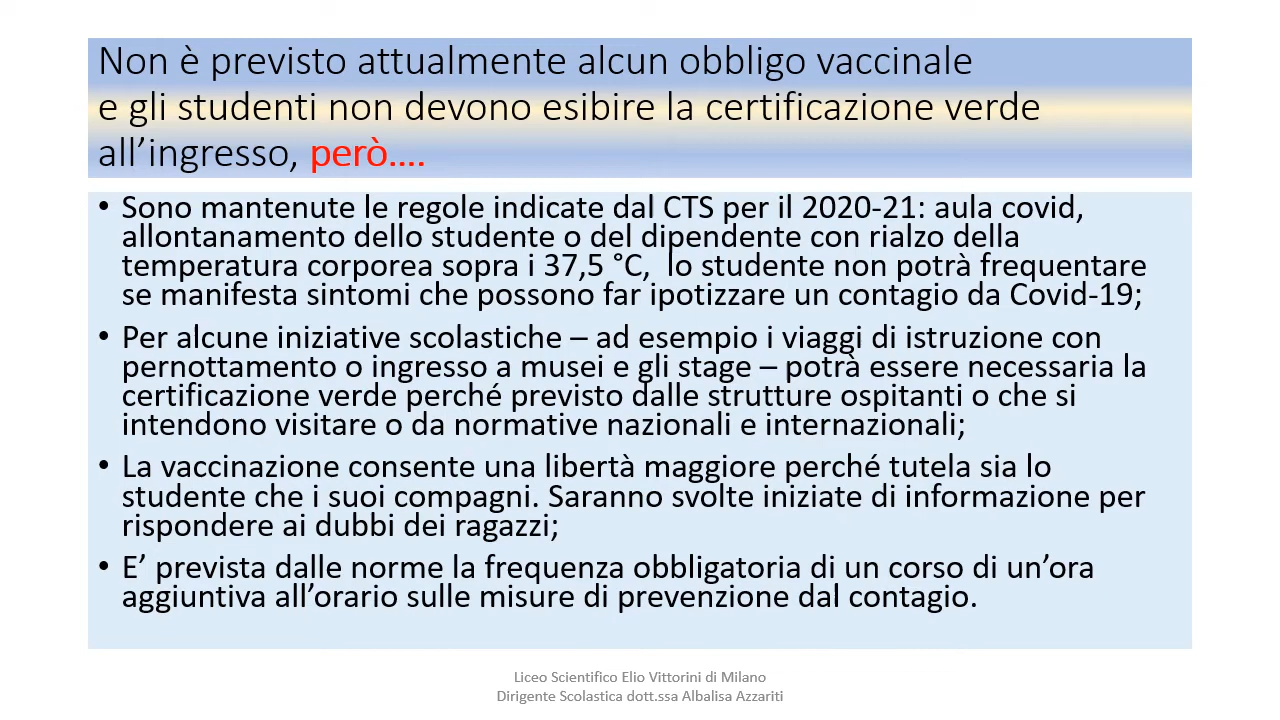 Non è previsto attualmente alcun obbligo vaccinale
e gli studenti non devono esibire la certificazione verde
all’ingresso, però....
• Sono mantenute le regole indicate dal CTS per il 2020-21: aula covid,
allontanamento dello studente o del dipendente con rialzo della
temperatura corporea sopra i 37,5 °C, lo studente non potrà frequentare
se manifesta sintomi che possono far ipotizzare un contagio da Covid-19;
• Per alcune iniziative scolastiche – ad esempio i viaggi di istruzione con
pernottamento o ingresso a musei e gli stage – potrà essere necessaria la
certificazione verde perché previsto dalle strutture ospitanti o che si
intendono visitare o da normative nazionali e internazionali;
• La vaccinazione consente una libertà maggiore perché tutela sia lo
studente che i suoi compagni. Saranno svolte iniziate di informazione per
rispondere ai dubbi dei ragazzi;
• E’ prevista dalle norme la frequenza obbligatoria di un corso di un’ora
aggiuntiva all’orario sulle misure di prevenzione dal contagio.
Liceo Scientifico Elio Vittorini di Milano
Dirigente Scolastica dott.ssa Albalisa Azzariti